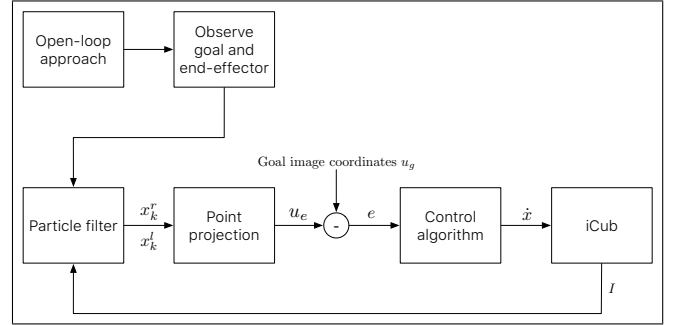 Open-loop
approach
Observe
goal and
end-effector
Goal image coordinates $u_g$
Particle filter
$x_k^r$
$x_k^l$
Point
projection
$u_e$
-
$e$
Control
algorithm
$\dot{x}$
iCub
$I$